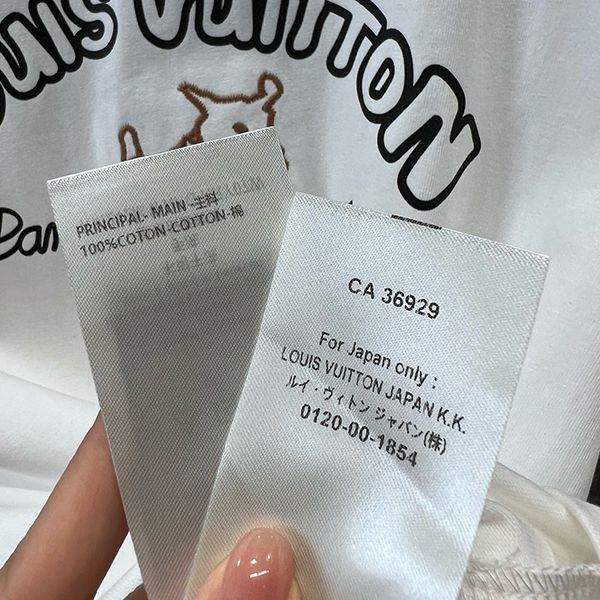 Louis Vuitton
PRINCIPAL- MAIN -主料
100%COTON-COTTON-棉
CA 36929
For Japan only :
LOUIS VUITTON JAPAN K.K.
ルイ・ヴィトン ジャパン(株)
0120-00-1854